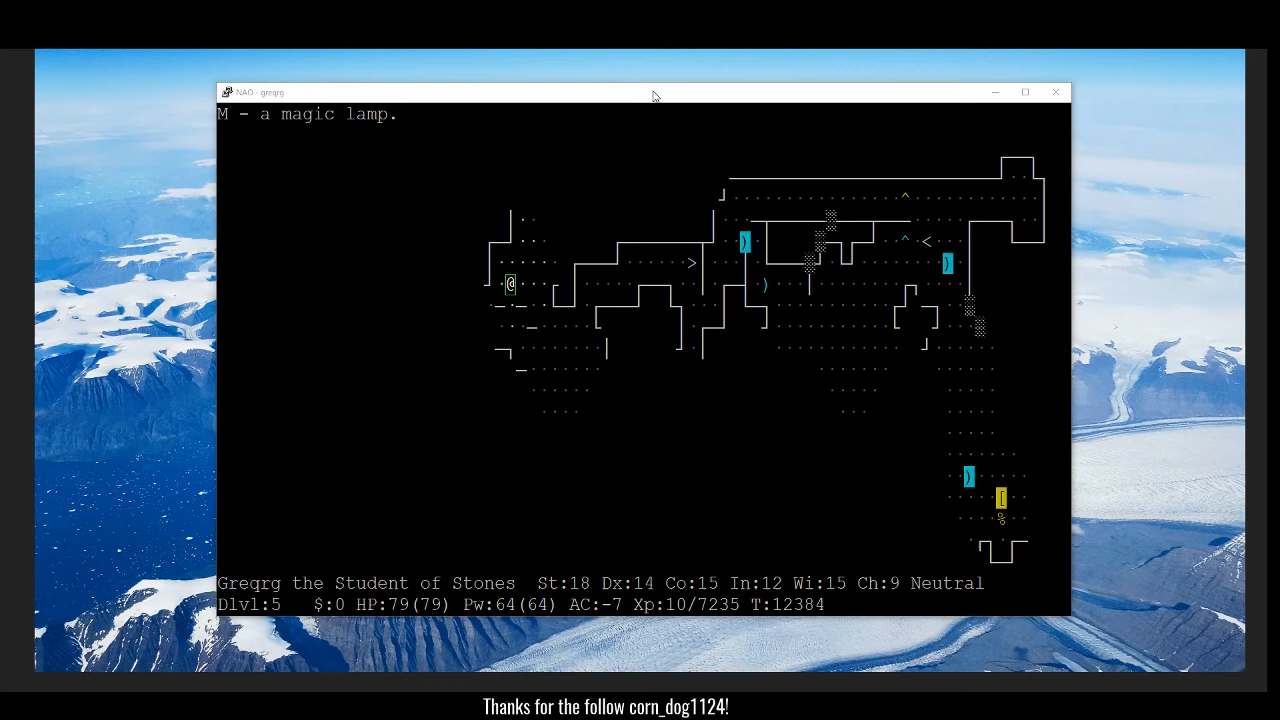 NAO - greqrg
M - a magic lamp.
Greqrg the Student of Stones St:18 Dx:14 Co:15 In:12 Wi:15 Ch:9 Neutral
Dlvl:5 $:0 HP:79(79) Pw:64(64) AC:-7 Xp:10/7235 T:12384
Thanks for the follow corn_dog1124!